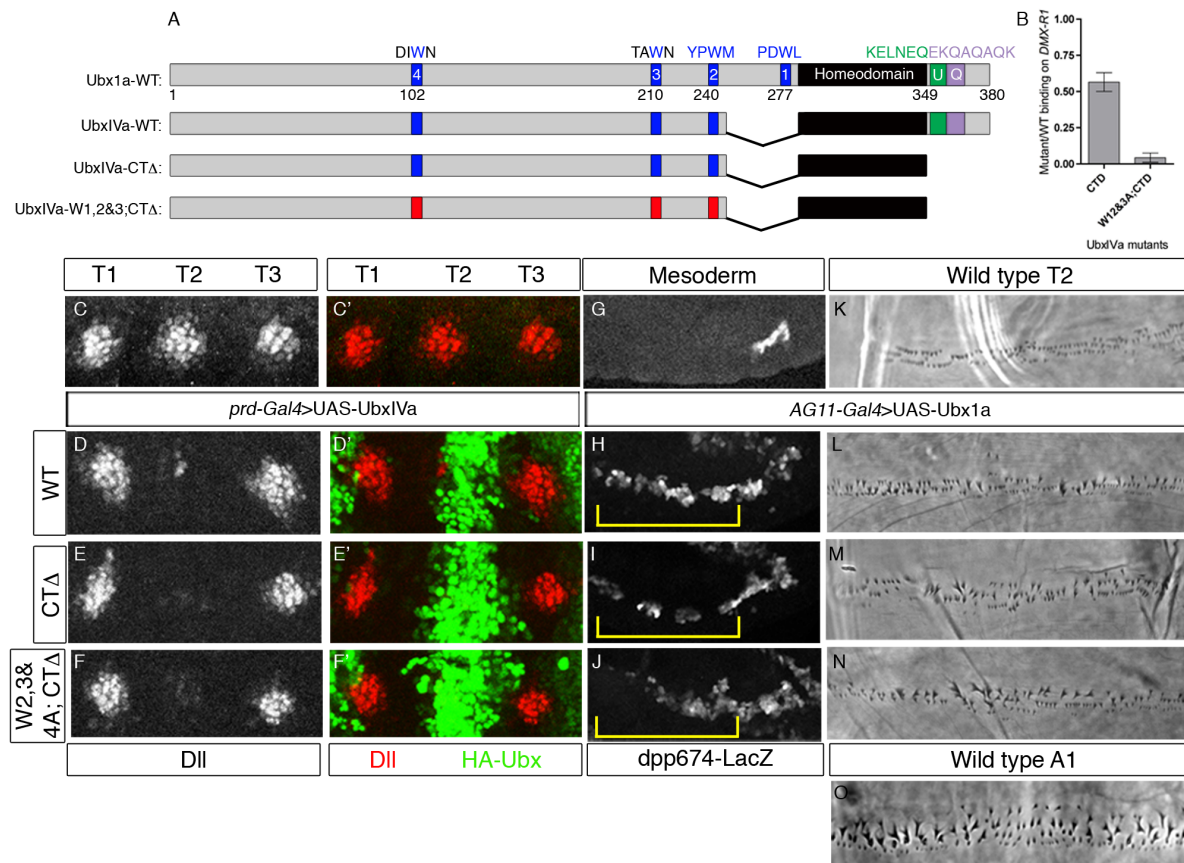 A
B
DIWN
TAWN YPWM PDWL KELNEQEKQAQAQK
Ubx1a-WT: 4 3 2 1 Homeodomain U Q
1 102 210 240 277 349 380
UbxIVa-WT:
UbxIVa-CTΔ:
UbxIVa-W1,2&3;CTΔ:
Mutant/WT binding on DMX-R1
1.00
0.75
0.50
0.25
0.00
CTD
W12&3A;CTD
UbxIVa mutants
T1 T2 T3
T1 T2 T3
Mesoderm
Wild type T2
C
C'
G
K
prd-Gal4>UAS-UbxIVa
AG11-Gal4>UAS-Ubx1a
WT
D
D'
H
L
CTΔ
E
E'
I
M
W2,3&
4A; CTΔ
F
F'
J
N
Dll
Dll HA-Ubx
dpp674-LacZ
Wild type A1
O